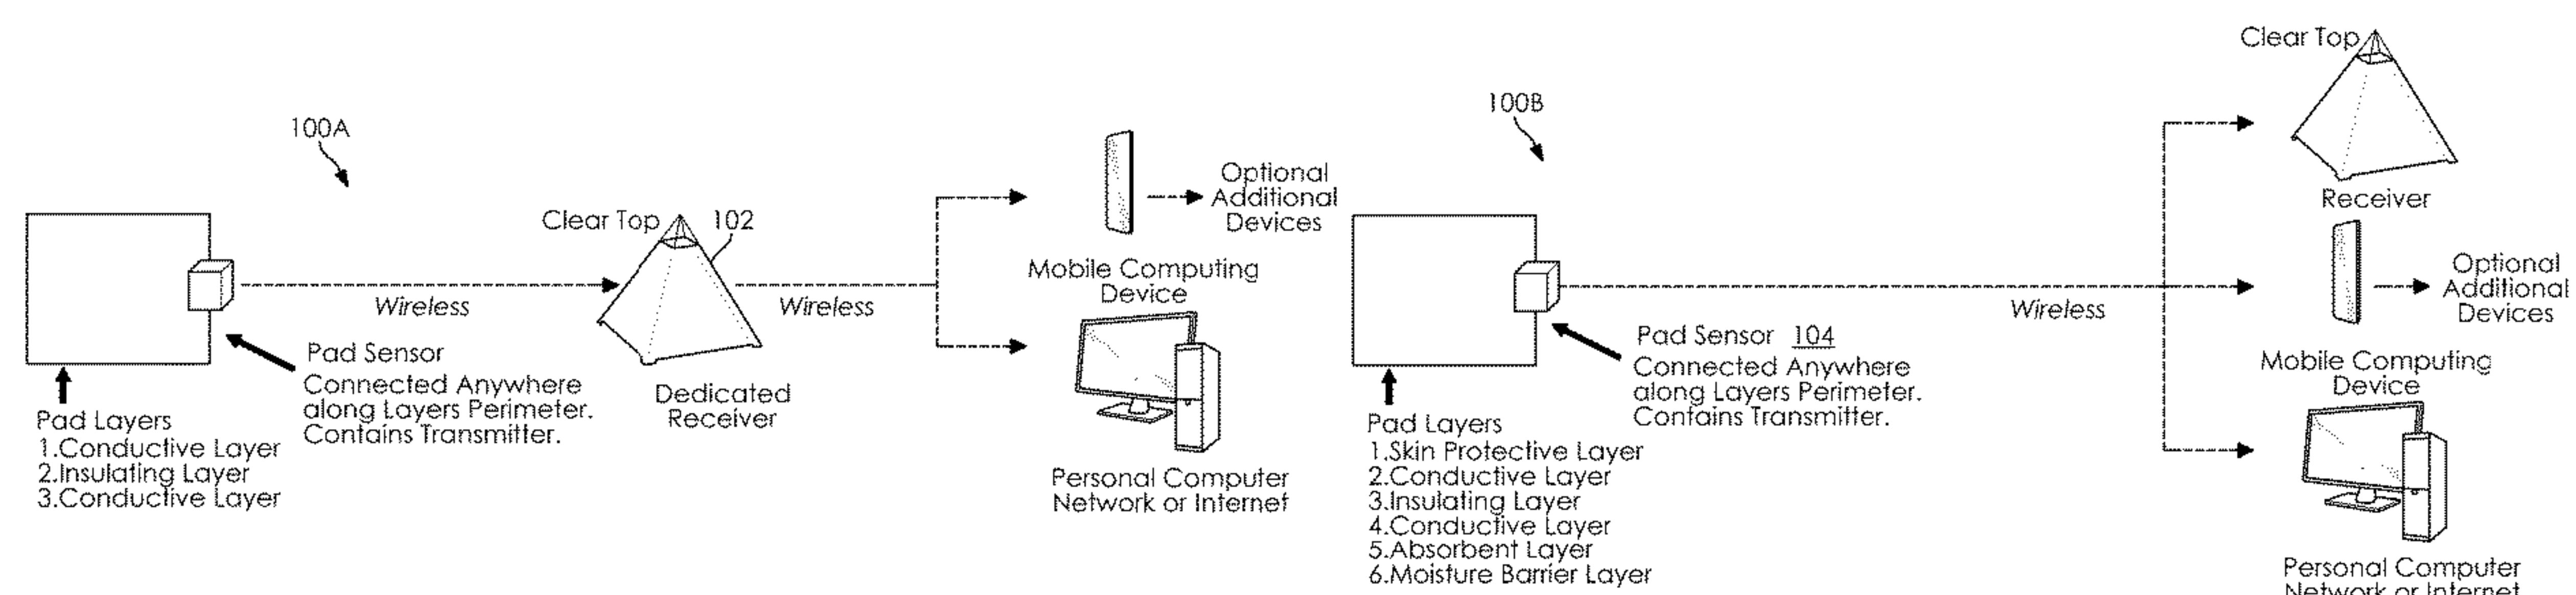 100A
Clear Top
102
Wireless
Wireless
Pad Sensor
Connected Anywhere
along Layers Perimeter.
Contains Transmitter.
Pad Layers
1.Conductive Layer
2.Insulating Layer
3.Conductive Layer
Dedicated
Receiver
Optional
Additional
Devices
Mobile Computing
Device
Personal Computer
Network or Internet
100B
Pad Sensor 104
Connected Anywhere
along Layers Perimeter.
Contains Transmitter.
Pad Layers
1.Skin Protective Layer
2.Conductive Layer
3.Insulating Layer
4.Conductive Layer
5.Absorbent Layer
6.Moisture Barrier Layer
Wireless
Clear Top
Receiver
Optional
Additional
Devices
Mobile Computing
Device
Personal Computer
Network or Internet